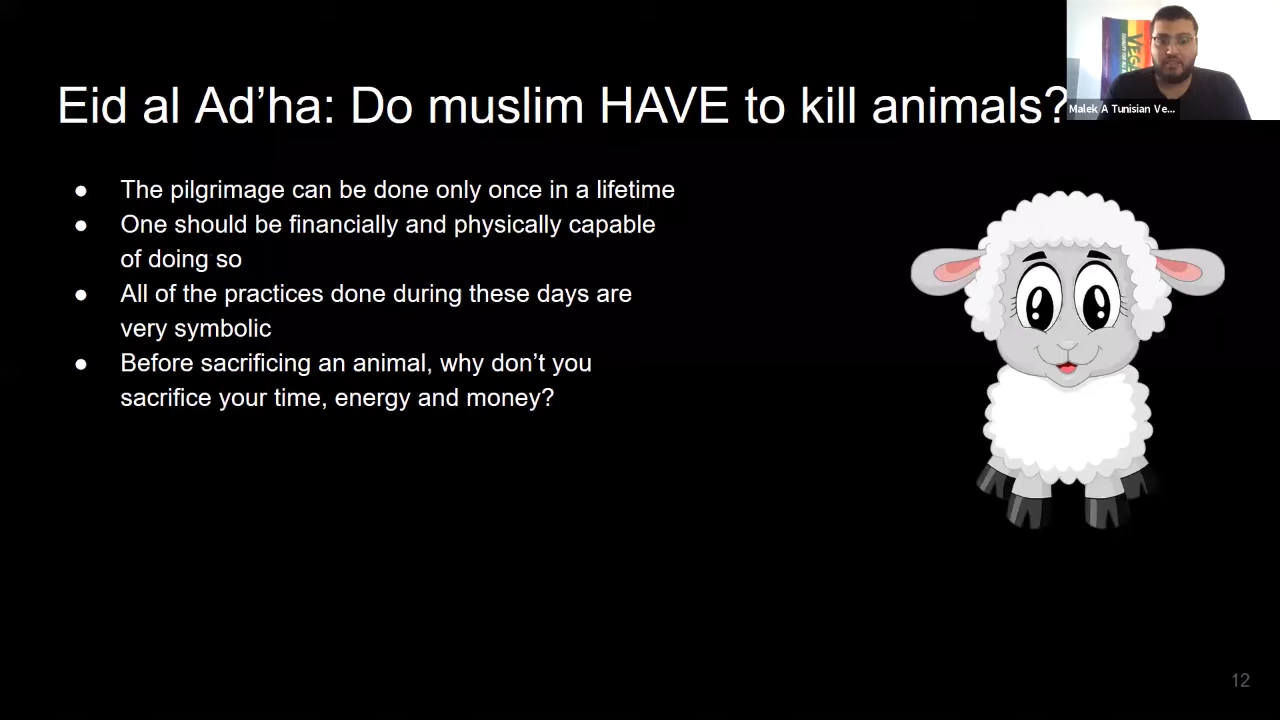 Eid al Ad’ha: Do muslim HAVE to kill animals?
Malek A Tunisian Ve...
● The pilgrimage can be done only once in a lifetime
● One should be financially and physically capable
of doing so
● All of the practices done during these days are
very symbolic
● Before sacrificing an animal, why don’t you
sacrifice your time, energy and money?
12